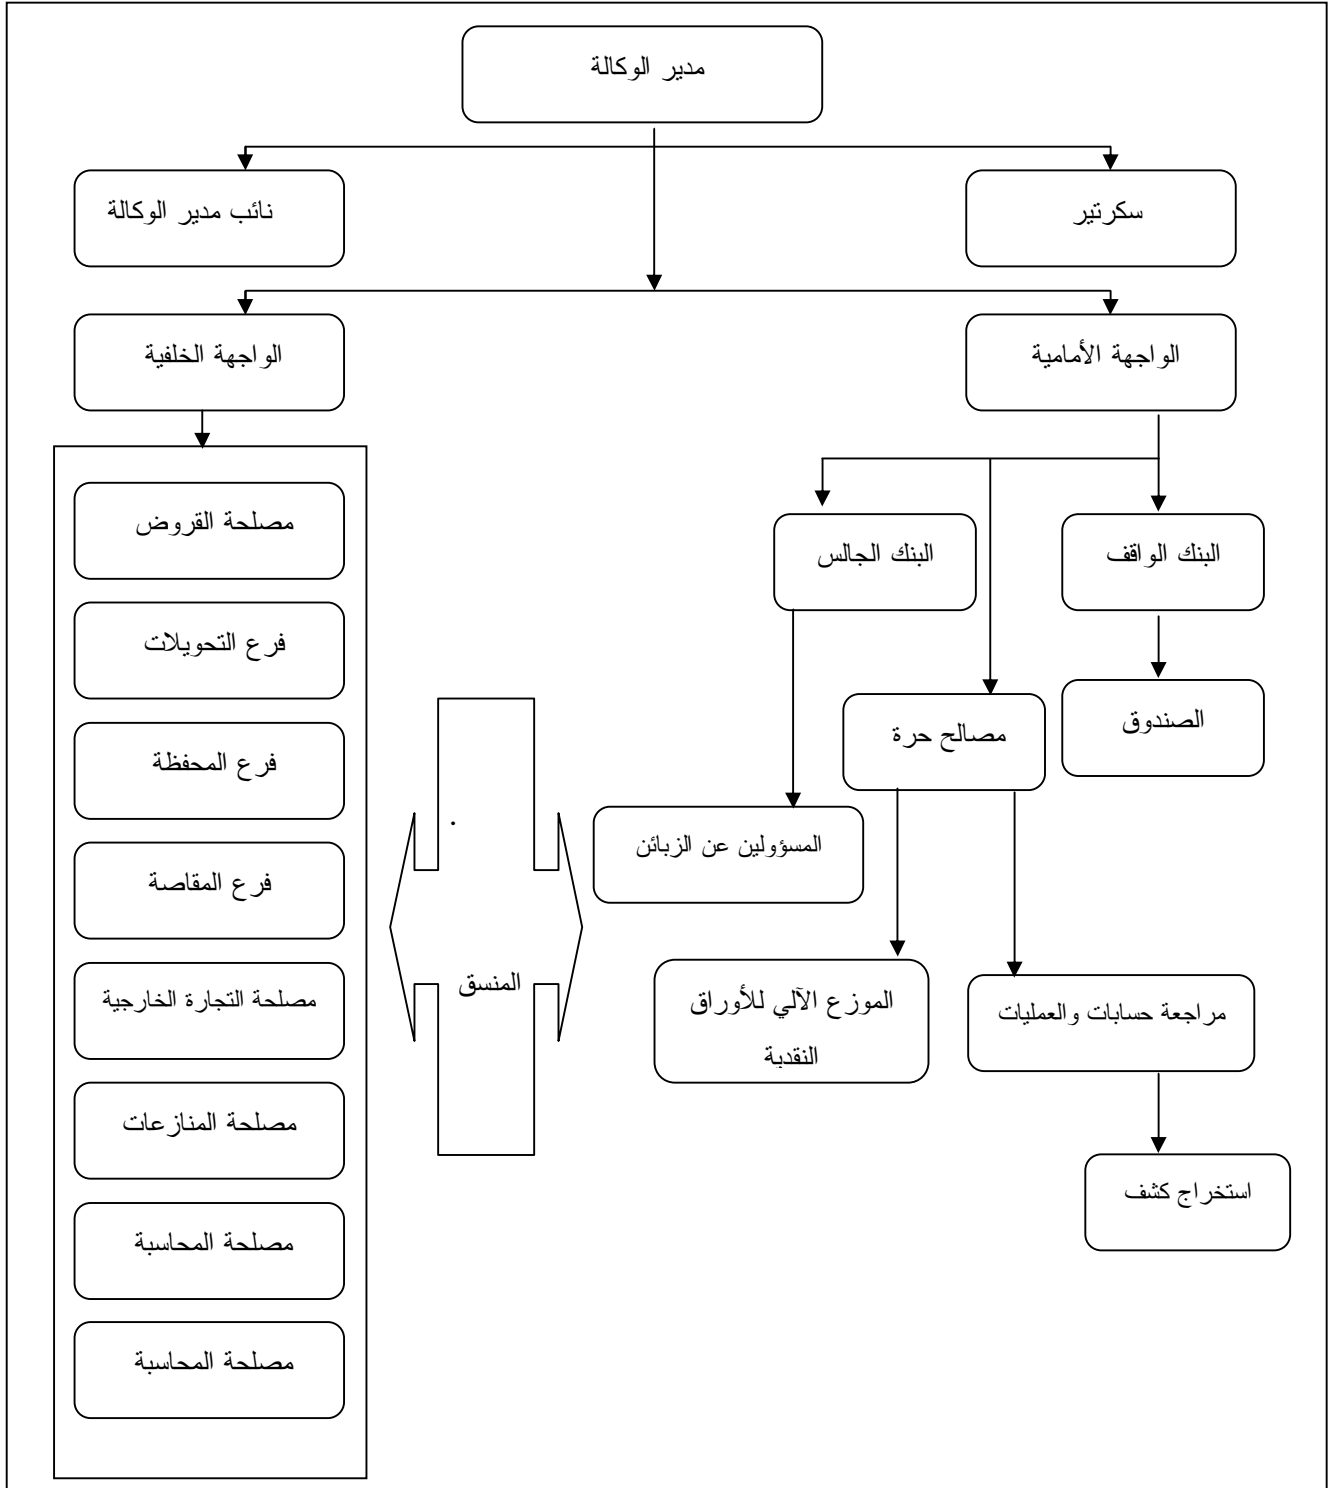 مدير الوكالة
سكرتير
نائب مدير الوكالة
الواجهة الأمامية
الواجهة الخلفية
البنك الواقف
البنك الجالس
الصندوق
مصالح حرة
المسؤولين عن الزبائن
مراجعة حسابات والعمليات
الموزع الآلي للأوراق
النقدية
استخراج كشف
.
المنسق
مصلحة القروض
فرع التحويلات
فرع المحفظة
فرع المقاصة
مصلحة التجارة الخارجية
مصلحة المنازعات
مصلحة المحاسبة
مصلحة المحاسبة